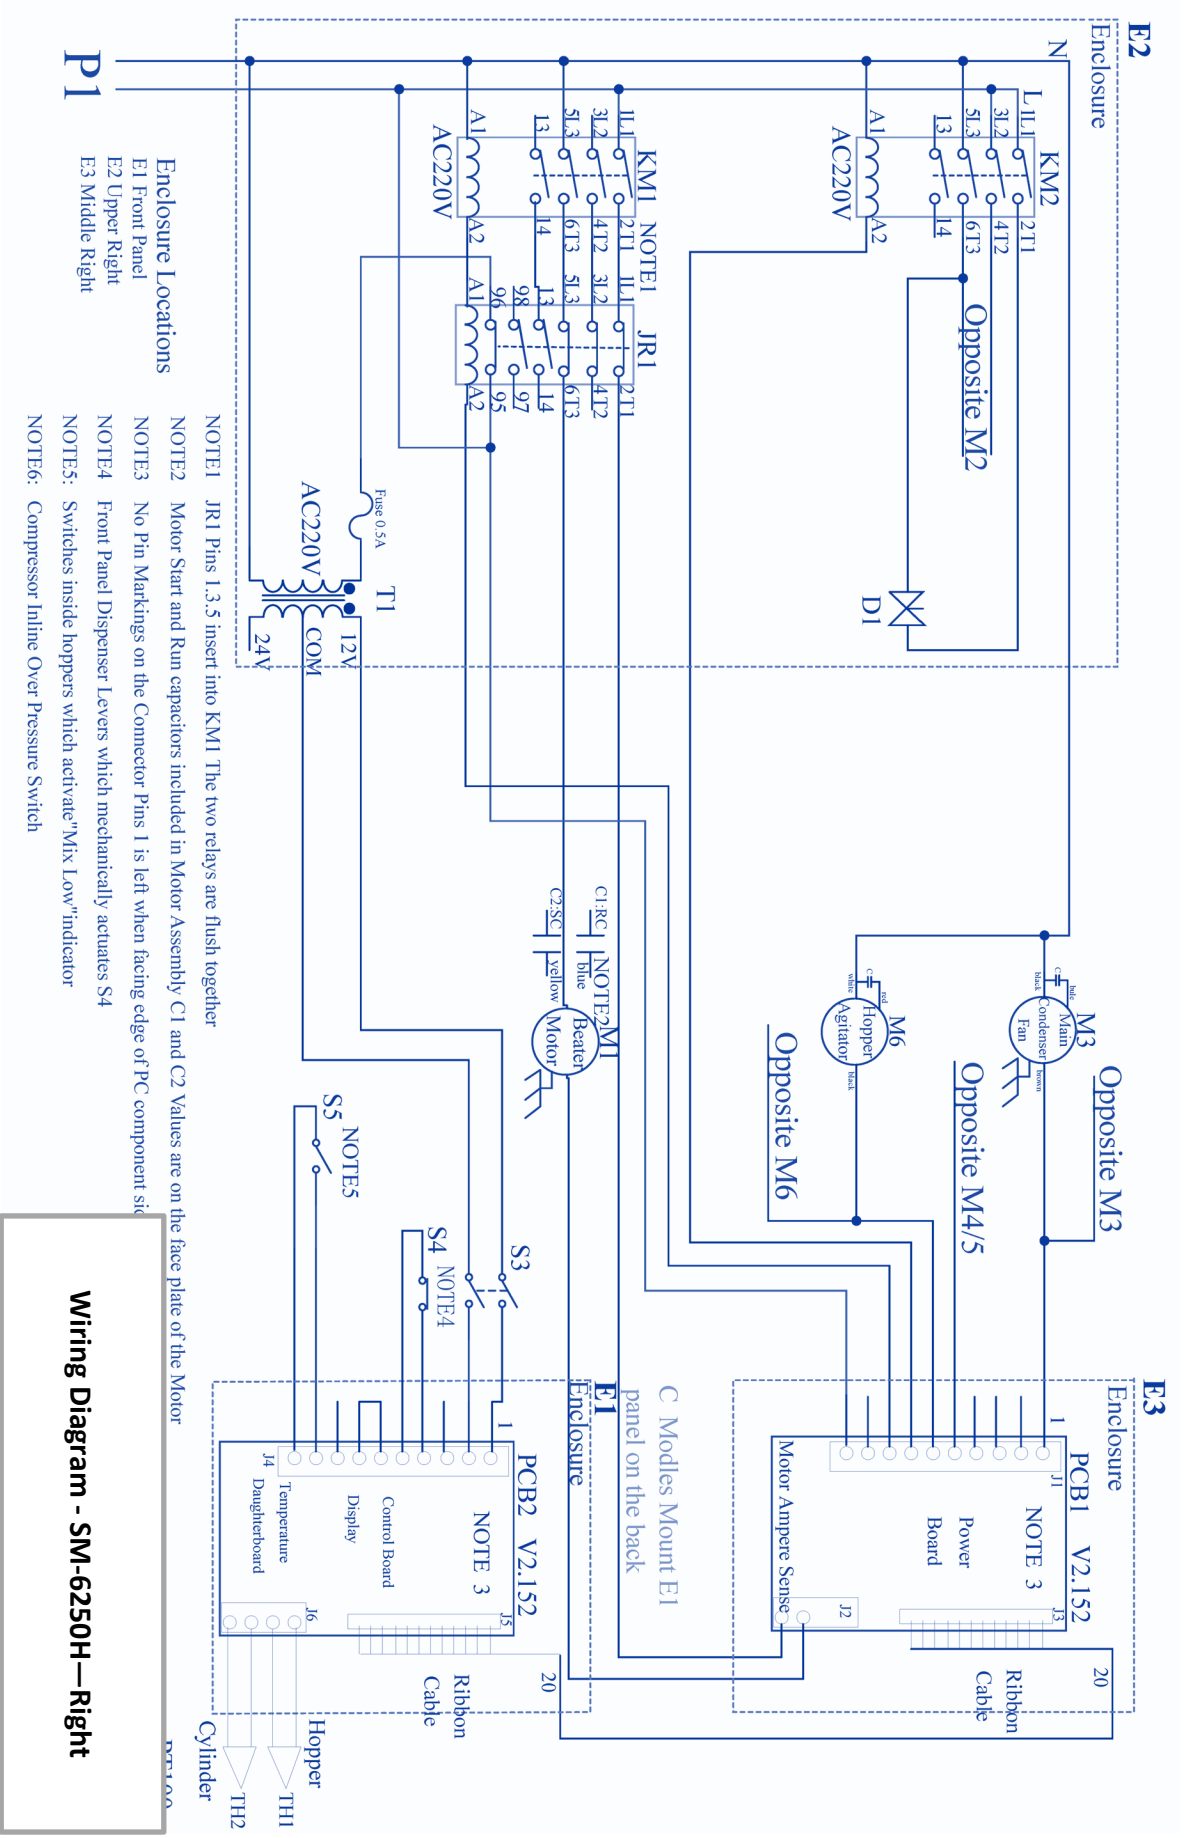 E2
Enclosure
N
L
P1
1L1
3L2
5L3
13
A1
KM2
AC220V
2T1
4T2
6T3
14
A2
1L1
3L2
5L3
13
A1
KM1
AC220V
2T1
4T2
6T3
14
A2
NOTE1
1L1
3L2
5L3
13
98
96
A1
JR1
2T1
4T2
6T3
14
97
95
A2
Opposite M2
D1
Fuse 0.5A
T1
AC220V
12V
COM
24V
Enclosure Locations
E1 Front Panel
E2 Upper Right
E3 Middle Right
NOTE1 JR1 Pins 1.3.5 insert into KM1 The two relays are flush together
NOTE2 Motor Start and Run capacitors included in Motor Assembly C1 and C2 Values are on the face plate of the Motor
NOTE3 No Pin Markings on the Connector Pins 1 is left when facing edge of PC component sid
NOTE4 Front Panel Dispenser Levers which mechanically actuates S4
NOTE5: Switches inside hoppers which activate"Mix Low"indicator
NOTE6: Compressor Inline Over Pressure Switch
C
bule
black
M3
Main
Condenser
Fan
brown
Opposite M3
C
red
white
M6
Hopper
Agitator
black
Opposite M4/5
Opposite M6
C1:RC
C2:SC
blue
yellow
NOTE2
M1
Beater
Motor
S5
NOTE5
S4
NOTE4
S3
E3
Enclosure
1
PCB1 V2.152
J1
NOTE 3
Power
Board
Motor Ampere Sense
J2
J3
20
Ribbon
Cable
C Modles Mount E1
panel on the back
E1
Enclosure
1
PCB2 V2.152
NOTE 3
Control Board
Display
J4
Temperature
Daughterboard
J5
J6
20
Ribbon
Cable
Hopper
TH1
Cylinder
TH2
PT100
Wiring Diagram - SM-6250H—Right